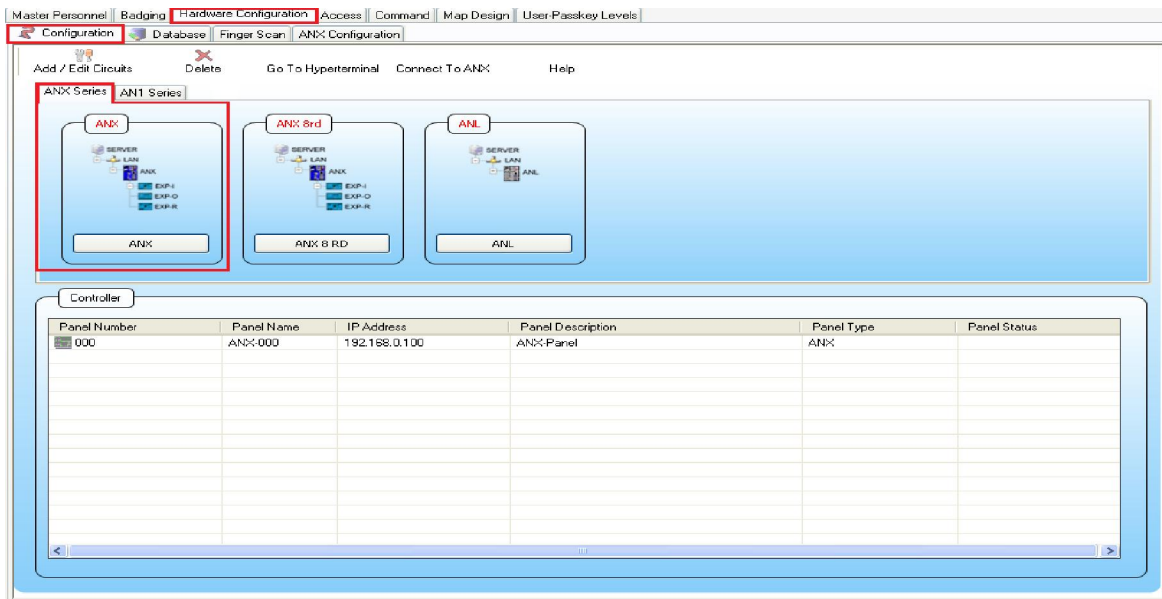 Master Personnel Badging Hardware Configuration Access Command Map Design User-Passkey Levels
Configuration Database Finger Scan ANX Configuration
Add / Edit Circuits Delete Go To Hyperterminal Connect To ANX Help
ANX Series AN1 Series
ANX
SERVER
LAN
ANX
EXP-I
EXP-O
EXP-R
ANX
ANX 8rd
SERVER
LAN
ANX
EXP-I
EXP-O
EXP-R
ANX 8 RD
ANL
SERVER
LAN
ANL
ANL
Controller
Panel Number Panel Name IP Address Panel Description Panel Type Panel Status
000 ANX-000 192.168.0.100 ANX-Panel ANX